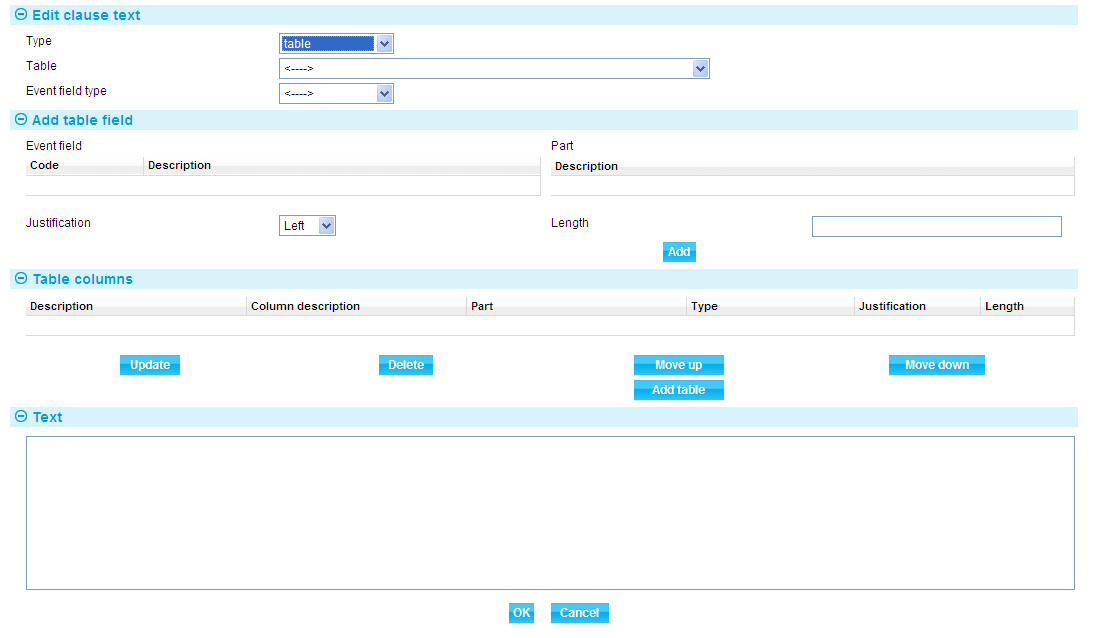 Edit clause text
Type table
Table <---->
Event field type <---->
Add table field
Event field Part
Code Description Description
Justification Left Length
Add
Table columns
Description Column description Part Type Justification Length
Update Delete Move up Move down
Add table
Text
OK Cancel